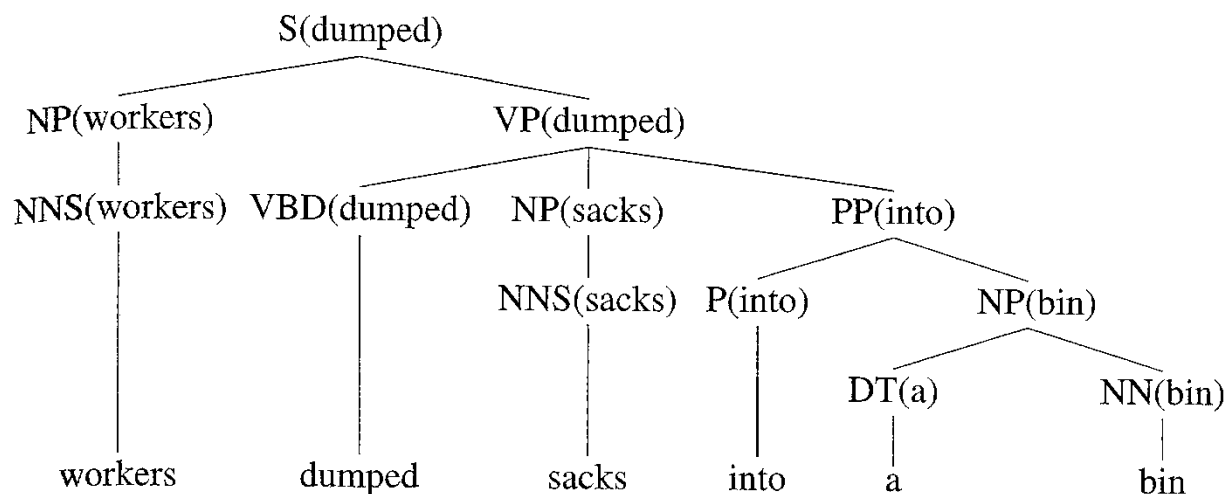 S(dumped)
NP(workers) VP(dumped)
NNS(workers) VBD(dumped) NP(sacks) PP(into)
NNS(sacks) P(into) NP(bin)
DT(a) NN(bin)
workers dumped sacks into a bin